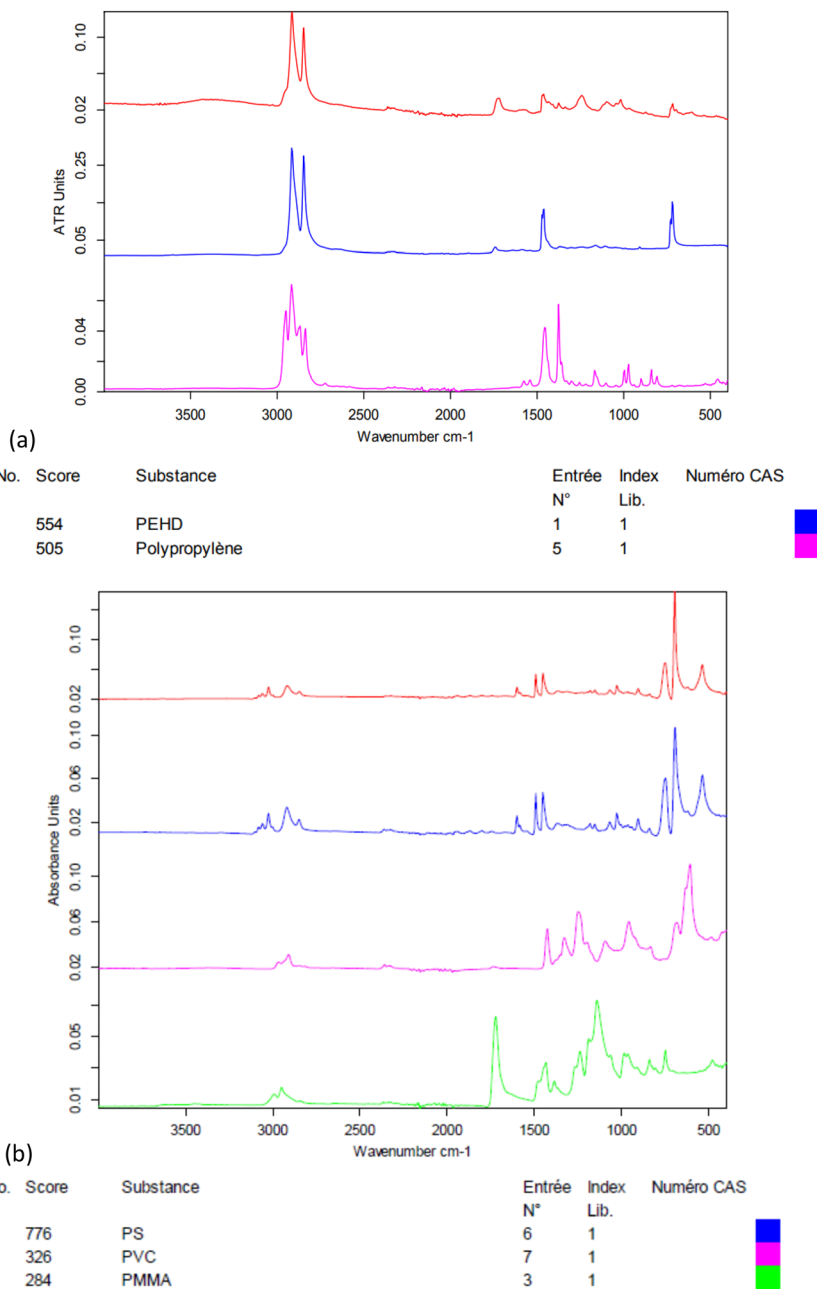 0.10
0.02
0.25
0.05
0.04
0.00
ATR Units
3500 3000 2500 2000 1500 1000 500
Wavenumber cm-1
(a)
No. Score Substance Entrée Index Numéro CAS
N° Lib.
554 PEHD 1 1
505 Polypropylène 5 1
0.10
0.02
0.10
0.06
0.02
0.10
0.06
0.02
0.05
0.01
Absorbance Units
3500 3000 2500 2000 1500 1000 500
Wavenumber cm-1
(b)
o. Score Substance Entrée Index Numéro CAS
N° Lib.
776 PS 6 1
326 PVC 7 1
284 PMMA 3 1